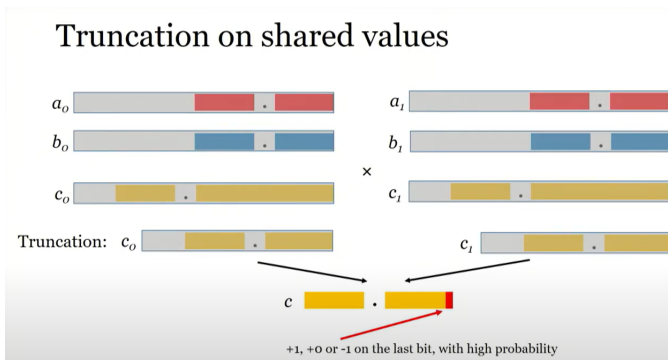 Truncation on shared values
a₀
a₁
b₀
b₁
×
c₀
c₁
Truncation: c₀
c₁
c
+1, +0 or -1 on the last bit, with high probability